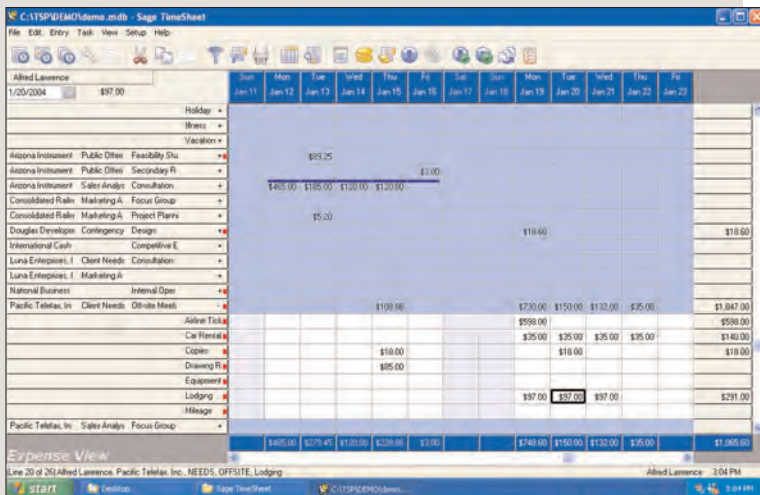 C:\TSP\DEMO\demo.mdb - Sage TimeSheet
File Edit Entry Task View Setup Help
Alfred Lawrence Sun Mon Tue Wed Thu Fri Sat Sun Mon Tue Wed Thu Fri
1/20/2004 $97.00 Jan 11 Jan 12 Jan 13 Jan 14 Jan 15 Jan 16 Jan 17 Jan 18 Jan 19 Jan 20 Jan 21 Jan 22 Jan 23
Holiday +
Illness +
Vacation +
Arizona Instrument Public Offeri Feasibility Stu + $89.25
Arizona Instrument Public Offeri Secondary R + $3.00
Arizona Instrument Sales Analys Consultation + $465.00 $185.00 $120.00 $120.00
Consolidated Railw Marketing A Focus Group +
Consolidated Railw Marketing A Project Planni + $5.20
Douglas Developm Contingency Design + $18.60 $18.60
International Cash Competitive E +
Luna Enterprises, I Client Needs Consultation +
Luna Enterprises, I Marketing A +
National Business Internal Oper +
Pacific Telefax, In Client Needs Off-site Meeti - $108.86 $730.00 $150.00 $132.00 $35.00 $1,047.00
Airline Tick $598.00 $598.00
Car Rental $35.00 $35.00 $35.00 $35.00 $140.00
Copies $18.00 $18.00 $18.00
Drawing R $85.00
Equipment
Lodging $97.00 $97.00 $97.00 $291.00
Mileage
Pacific Telefax, In Sales Analys Focus Group +
$465.00 $279.45 $120.00 $228.86 $3.00 $748.60 $150.00 $132.00 $35.00 $1,065.60
Expense View
(Line 20 of 26) Alfred Lawrence, Pacific Telefax, Inc., NEEDS, OFFSITE, Lodging Alfred Lawrence 3:04 PM
start Desktop Sage TimeSheet C:\TSP\DEMO\demo... 3:04 PM